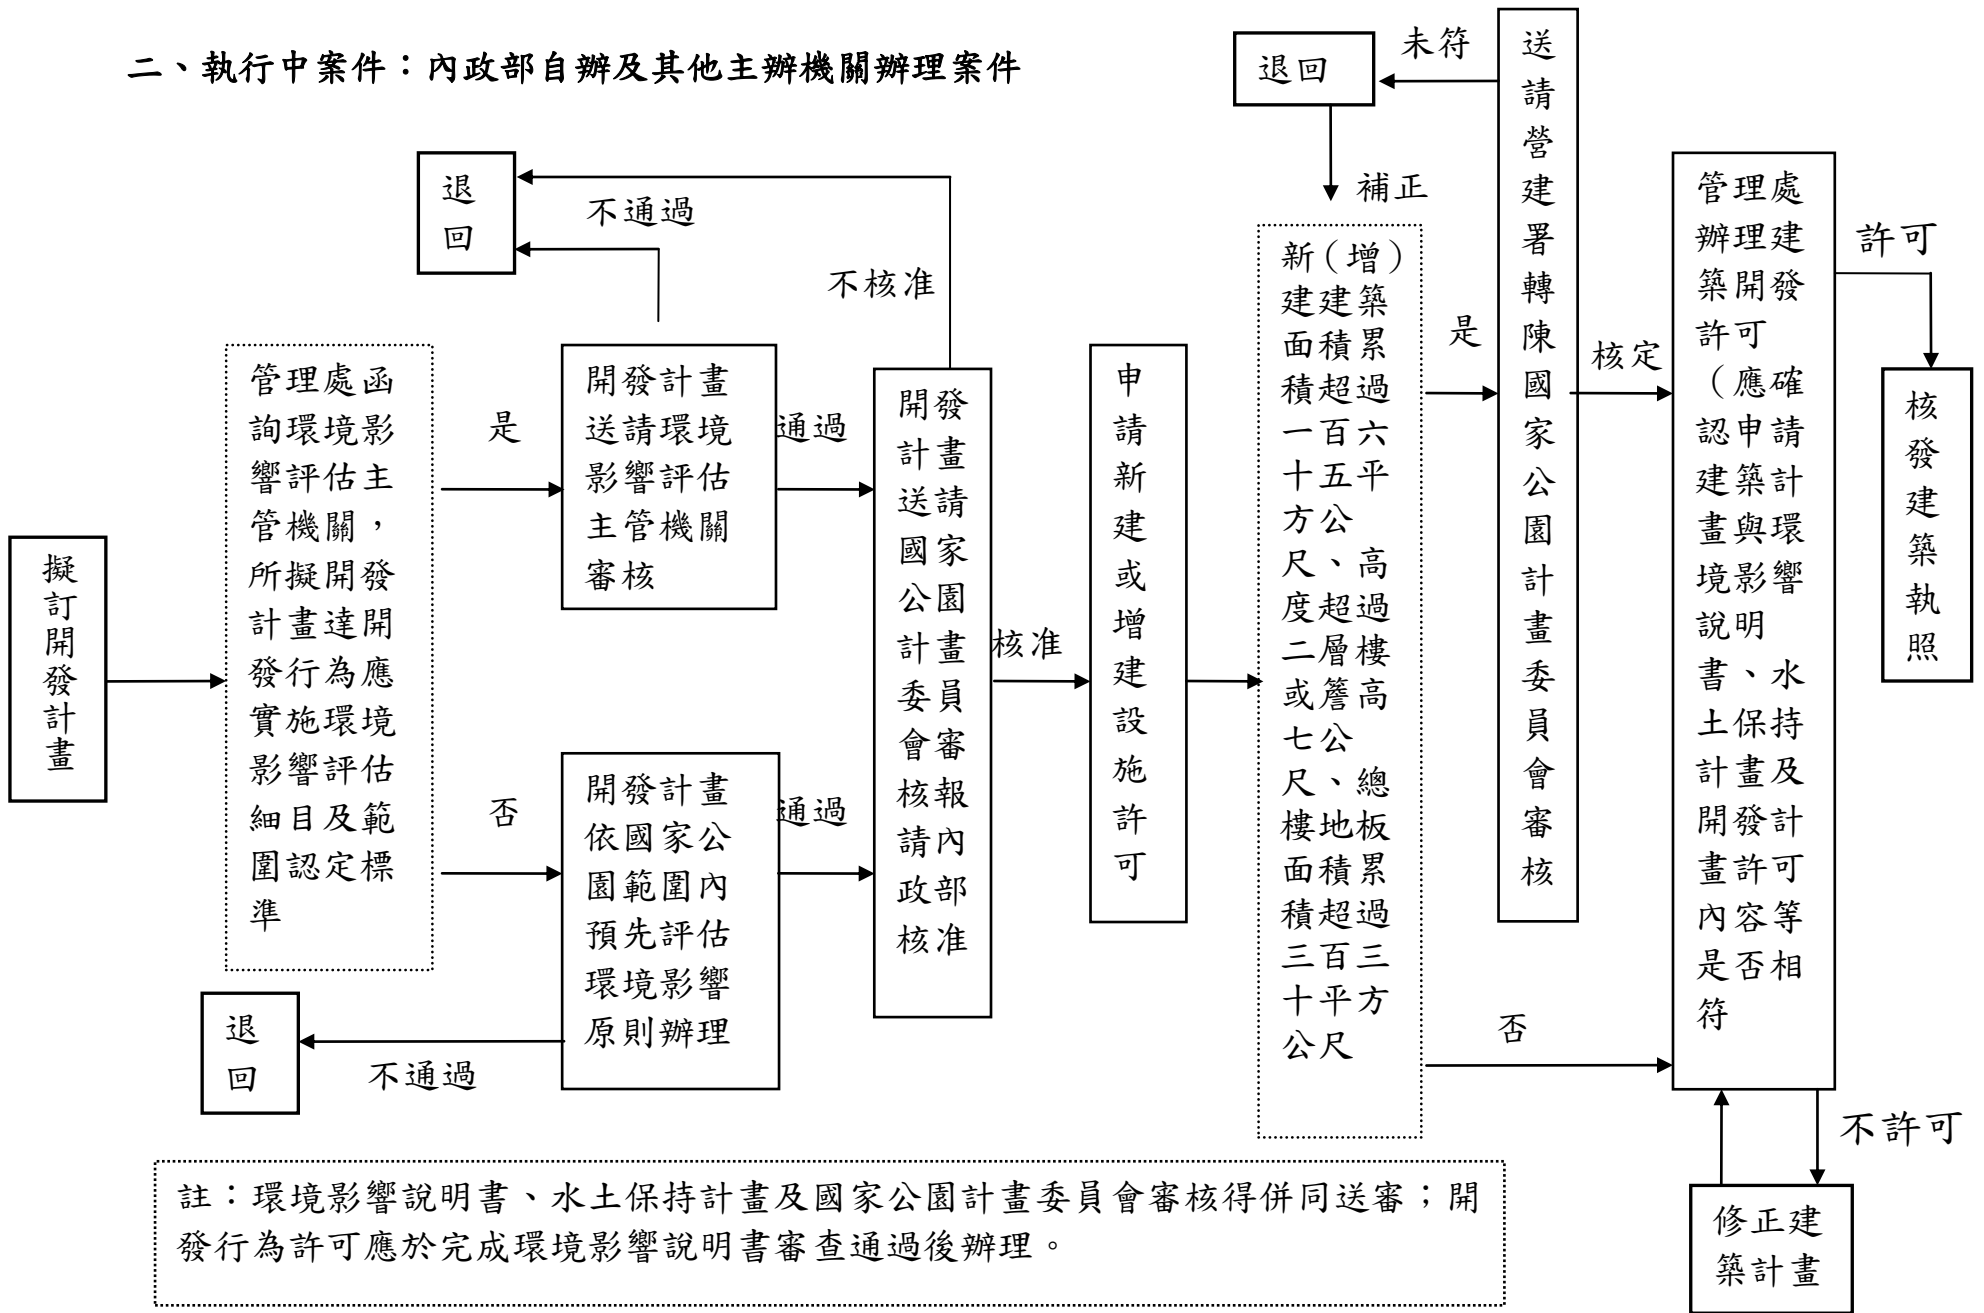 二、執行中案件：內政部自辦及其他主辦機關辦理案件
擬
訂
開
發
計
畫
管理處函
詢環境影
響評估主
管機關，
所擬開發
計畫達開
發行為應
實施環境
影響評估
細目及範
圍認定標
準
是
否
退
回
不通過
不核准
開發計畫
送請環境
影響評估
主管機關
審核
通過
開發計畫
依國家公
園範圍內
預先評估
環境影響
原則辦理
通過
退
回
不通過
開發
計畫
送請
國家
公園
計畫
委員
會審
核報
請內
政部
核准
核准
申
請
新
建
或
增
建
設
施
許
可
退回
未符
補正
新（增）
建建築
面積累
積超過
一百六
十五平
方公
尺、高
度超過
二層樓
或簷高
七公
尺、總
樓地板
面積累
積超過
三百三
十平方
公尺
是
否
送
請
營
建
署
轉
陳
國
家
公
園
計
畫
委
員
會
審
核
核定
管理處
辦理建
築開發
許可
（應確
認申請
建築計
畫與環
境影響
說明
書、水
土保持
計畫及
開發計
畫許可
內容等
是否相
符
許可
核
發
建
築
執
照
不許可
修正建
築計畫
註：環境影響說明書、水土保持計畫及國家公園計畫委員會審核得併同送審；開
發行為許可應於完成環境影響說明書審查通過後辦理。